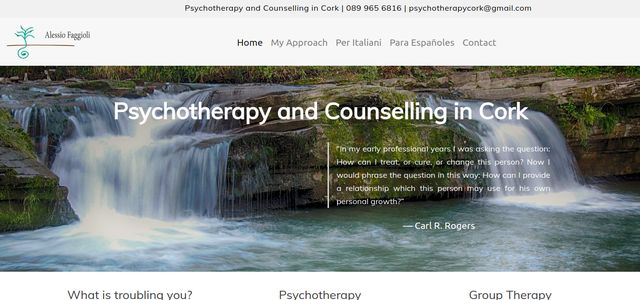 Psychotherapy and Counselling in Cork | 089 965 6816 | psychotherapycork@gmail.com
Alessio Faggioli
Home My Approach Per Italiani Para Españoles Contact
Psychotherapy and Counselling in Cork
"In my early professional years I was asking the question:
How can I treat, or cure, or change this person? Now I
would phrase the question in this way: How can I provide
a relationship which this person may use for his own
personal growth?"
— Carl R. Rogers
What is troubling you? Psychotherapy Group Therapy